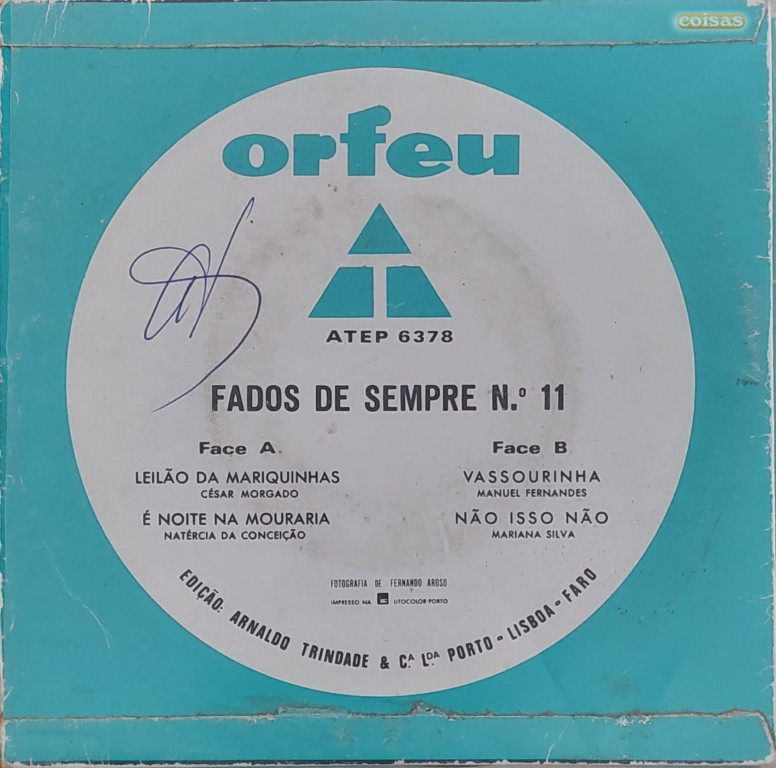 coisas
orfeu
ATEP 6378
FADOS DE SEMPRE N.º 11
Face A
LEILÃO DA MARIQUINHAS
CÉSAR MORGADO
É NOITE NA MOURARIA
NATÉRCIA DA CONCEIÇÃO
Face B
VASSOURINHA
MANUEL FERNANDES
NÃO ISSO NÃO
MARIANA SILVA
FOTOGRAFIA DE FERNANDO AROSO
IMPRESSO NA LITOCOLOR-PORTO
EDIÇÃO: ARNALDO TRINDADE & C.A L.DA PORTO - LISBOA - FARO